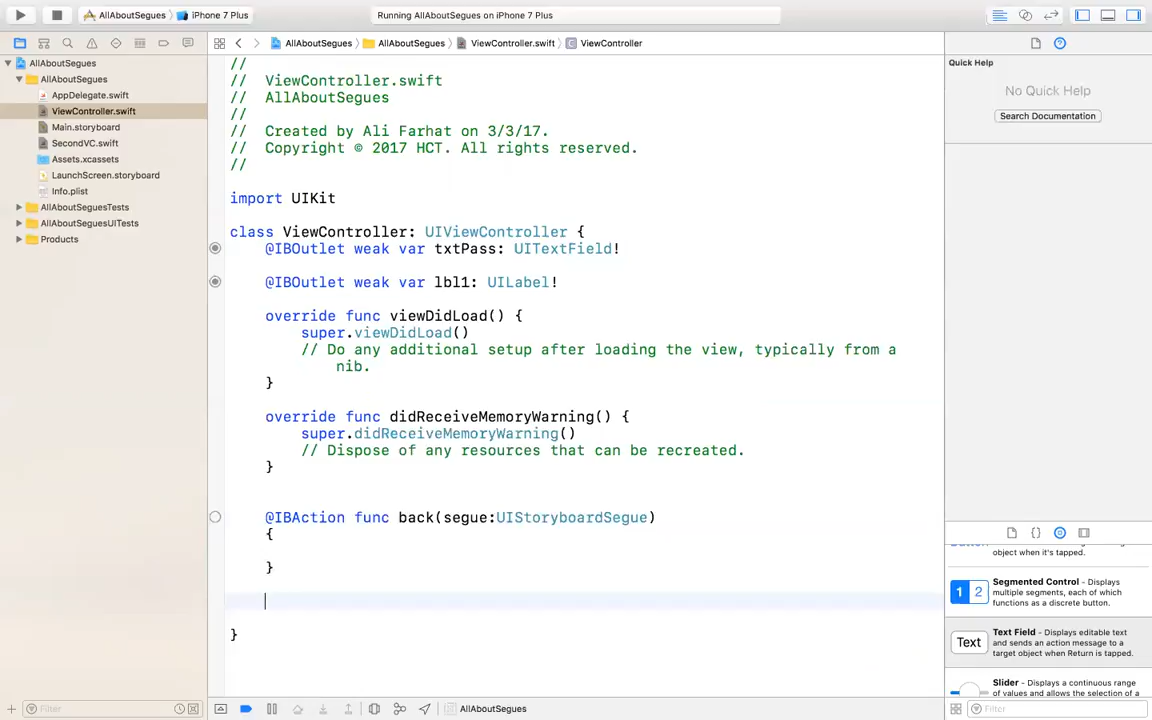 AllAboutSegues 〉 iPhone 7 Plus
Running AllAboutSegues on iPhone 7 Plus
AllAboutSegues 〉 AllAboutSegues 〉 ViewController.swift 〉 C ViewController
AllAboutSegues
AllAboutSegues
AppDelegate.swift
ViewController.swift
Main.storyboard
SecondVC.swift
Assets.xcassets
LaunchScreen.storyboard
Info.plist
AllAboutSeguesTests
AllAboutSeguesUITests
Products
Filter
//
// ViewController.swift
// AllAboutSegues
//
// Created by Ali Farhat on 3/3/17.
// Copyright © 2017 HCT. All rights reserved.
//
import UIKit
class ViewController: UIViewController {
@IBOutlet weak var txtPass: UITextField!
@IBOutlet weak var lbl1: UILabel!
override func viewDidLoad() {
super.viewDidLoad()
// Do any additional setup after loading the view, typically from a
nib.
}
override func didReceiveMemoryWarning() {
super.didReceiveMemoryWarning()
// Dispose of any resources that can be recreated.
}
@IBAction func back(segue:UIStoryboardSegue)
{
}
}
AllAboutSegues
Quick Help
No Quick Help
Search Documentation
object when it's tapped.
1 2
Segmented Control - Displays
multiple segments, each of which
functions as a discrete button.
Text
Text Field - Displays editable text
and sends an action message to a
target object when Return is tapped.
Slider - Displays a continuous range
of values and allows the selection of a
Filter